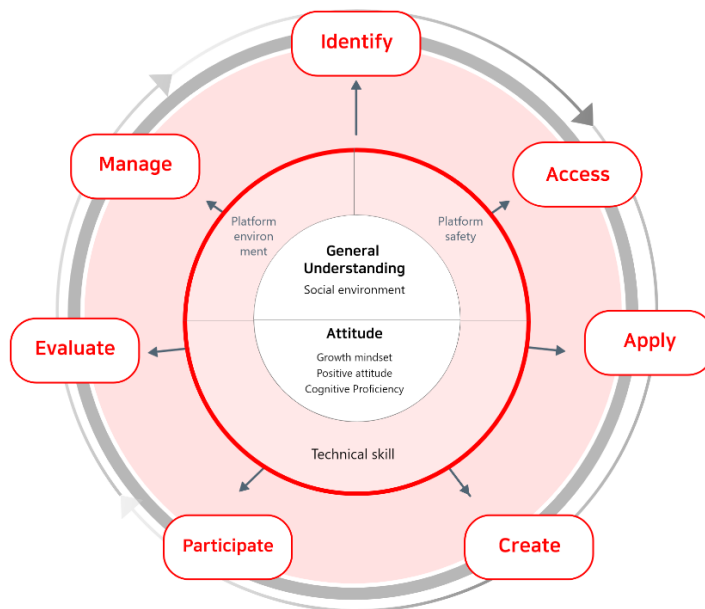 Identify
Manage
Access
Platform
environ
ment
Platform
safety
General
Understanding
Social environment
Attitude
Growth mindset
Positive attitude
Cognitive Proficiency
Evaluate
Apply
Technical skill
Participate
Create